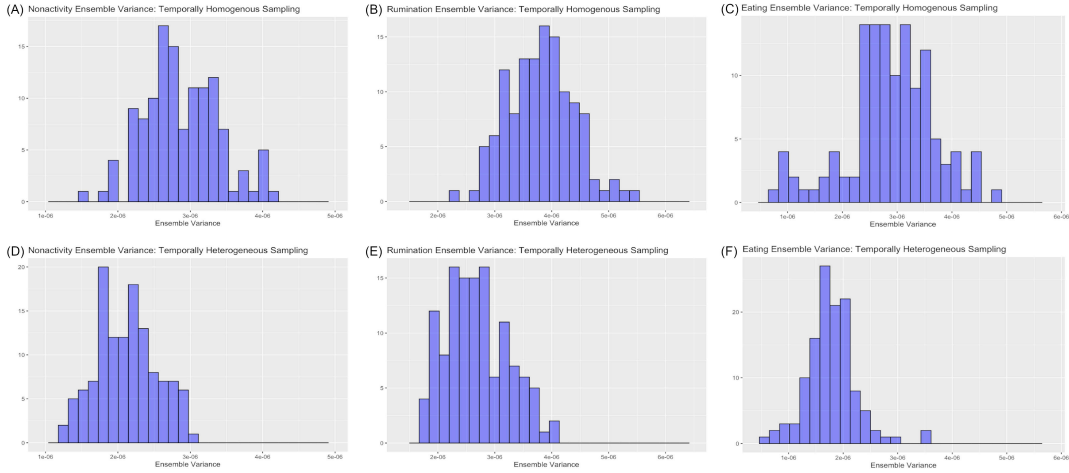 (A) Nonactivity Ensemble Variance: Temporally Homogenous Sampling
15
10
5
0
1e-06 2e-06 3e-06 4e-06 5e-06
Ensemble Variance
(B) Rumination Ensemble Variance: Temporally Homogenous Sampling
15
10
5
0
2e-06 3e-06 4e-06 5e-06 6e-06
Ensemble Variance
(C) Eating Ensemble Variance: Temporally Homogenous Sampling
10
5
0
1e-06 2e-06 3e-06 4e-06 5e-06
Ensemble Variance
(D) Nonactivity Ensemble Variance: Temporally Heterogeneous Sampling
20
15
10
5
0
1e-06 2e-06 3e-06 4e-06 5e-06
Ensemble Variance
(E) Rumination Ensemble Variance: Temporally Heterogeneous Sampling
15
10
5
0
2e-06 3e-06 4e-06 5e-06 6e-06
Ensemble Variance
(F) Eating Ensemble Variance: Temporally Heterogeneous Sampling
20
10
0
1e-06 2e-06 3e-06 4e-06 5e-06 6e-06
Ensemble Variance